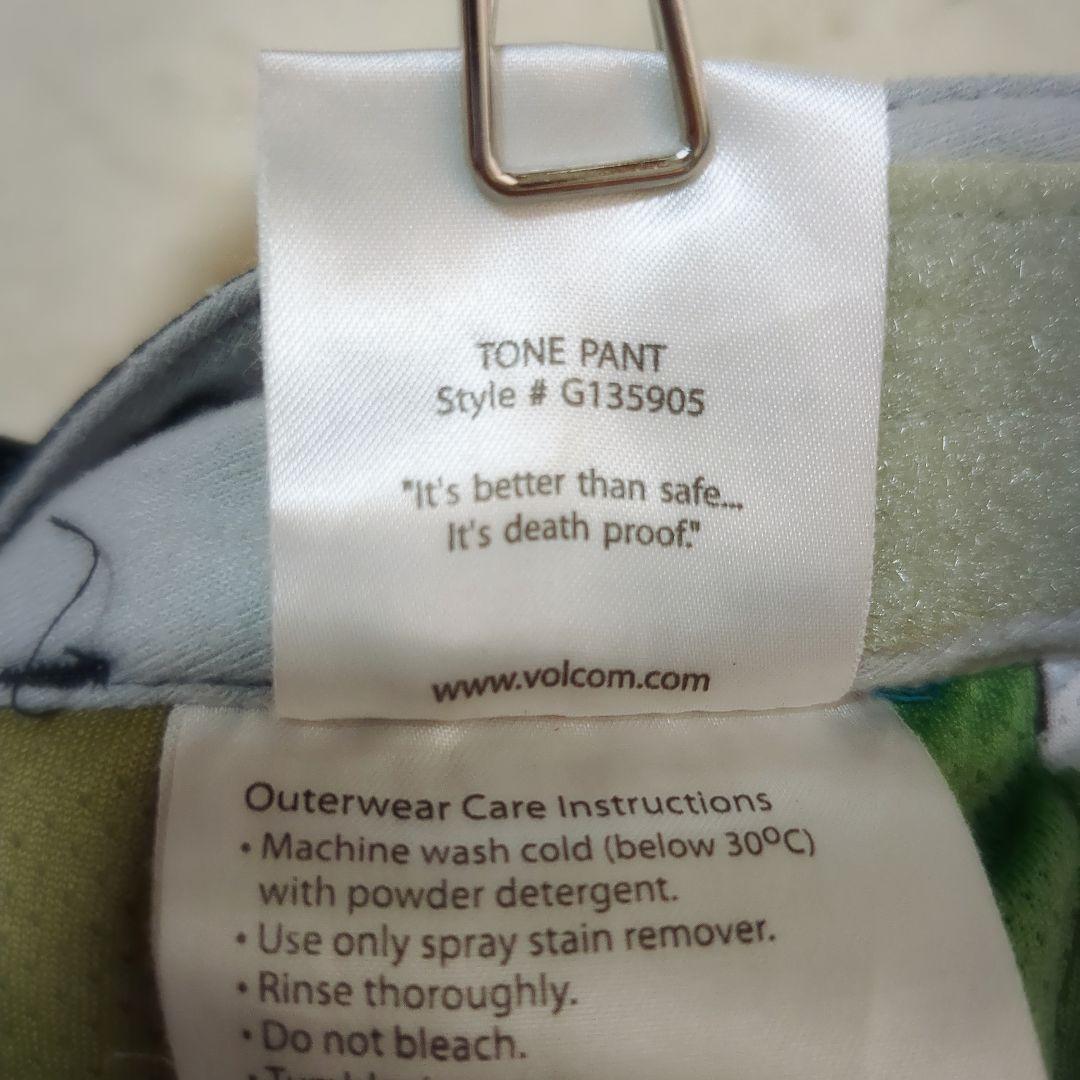 TONE PANT
Style # G135905
"It's better than safe...
It's death proof."
www.volcom.com
Outerwear Care Instructions
• Machine wash cold (below 30ºC)
with powder detergent.
• Use only spray stain remover.
• Rinse thoroughly.
• Do not bleach.